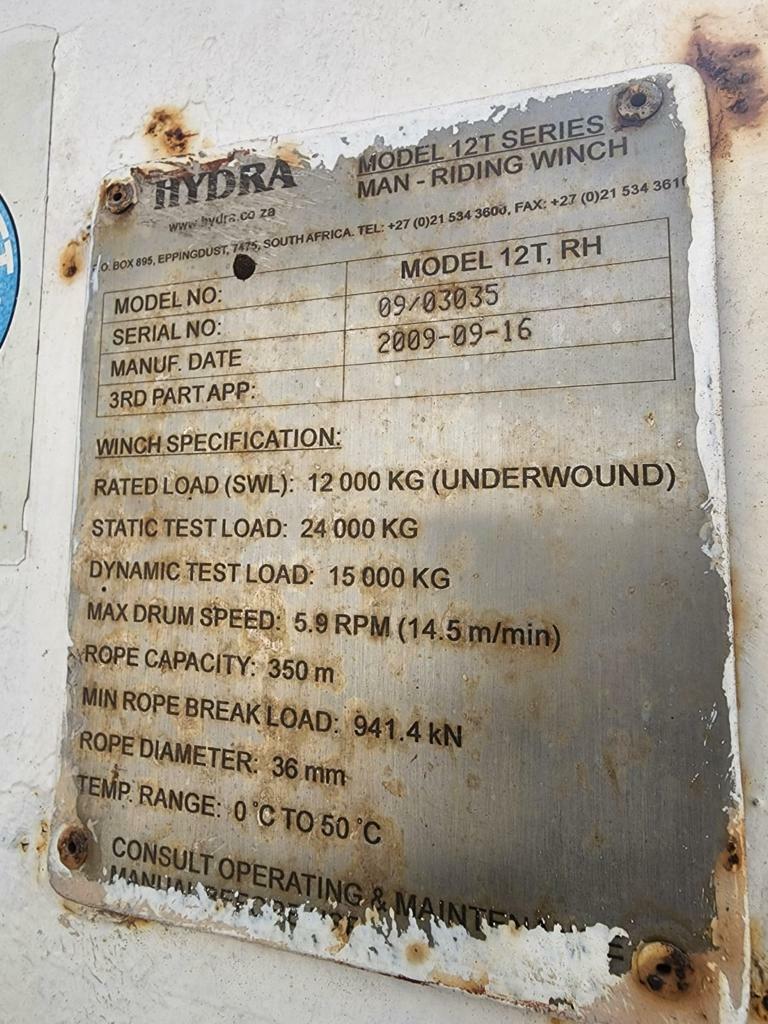 HYDRA
MODEL 12T SERIES
MAN - RIDING WINCH
www.hydra.co.za
P.O. BOX 895, EPPINGDUST, 7475, SOUTH AFRICA. TEL: +27 (0)21 534 3600, FAX: +27 (0)21 534 3610
MODEL NO: MODEL 12T, RH
SERIAL NO: 09/03035
MANUF. DATE 2009-09-16
3RD PART APP:
WINCH SPECIFICATION:
RATED LOAD (SWL): 12 000 KG (UNDERWOUND)
STATIC TEST LOAD: 24 000 KG
DYNAMIC TEST LOAD: 15 000 KG
MAX DRUM SPEED: 5.9 RPM (14.5 m/min)
ROPE CAPACITY: 350 m
MIN ROPE BREAK LOAD: 941.4 kN
ROPE DIAMETER: 36 mm
TEMP. RANGE: 0 °C TO 50 °C
CONSULT OPERATING & MAINTENANCE
MANUAL BEFORE USE